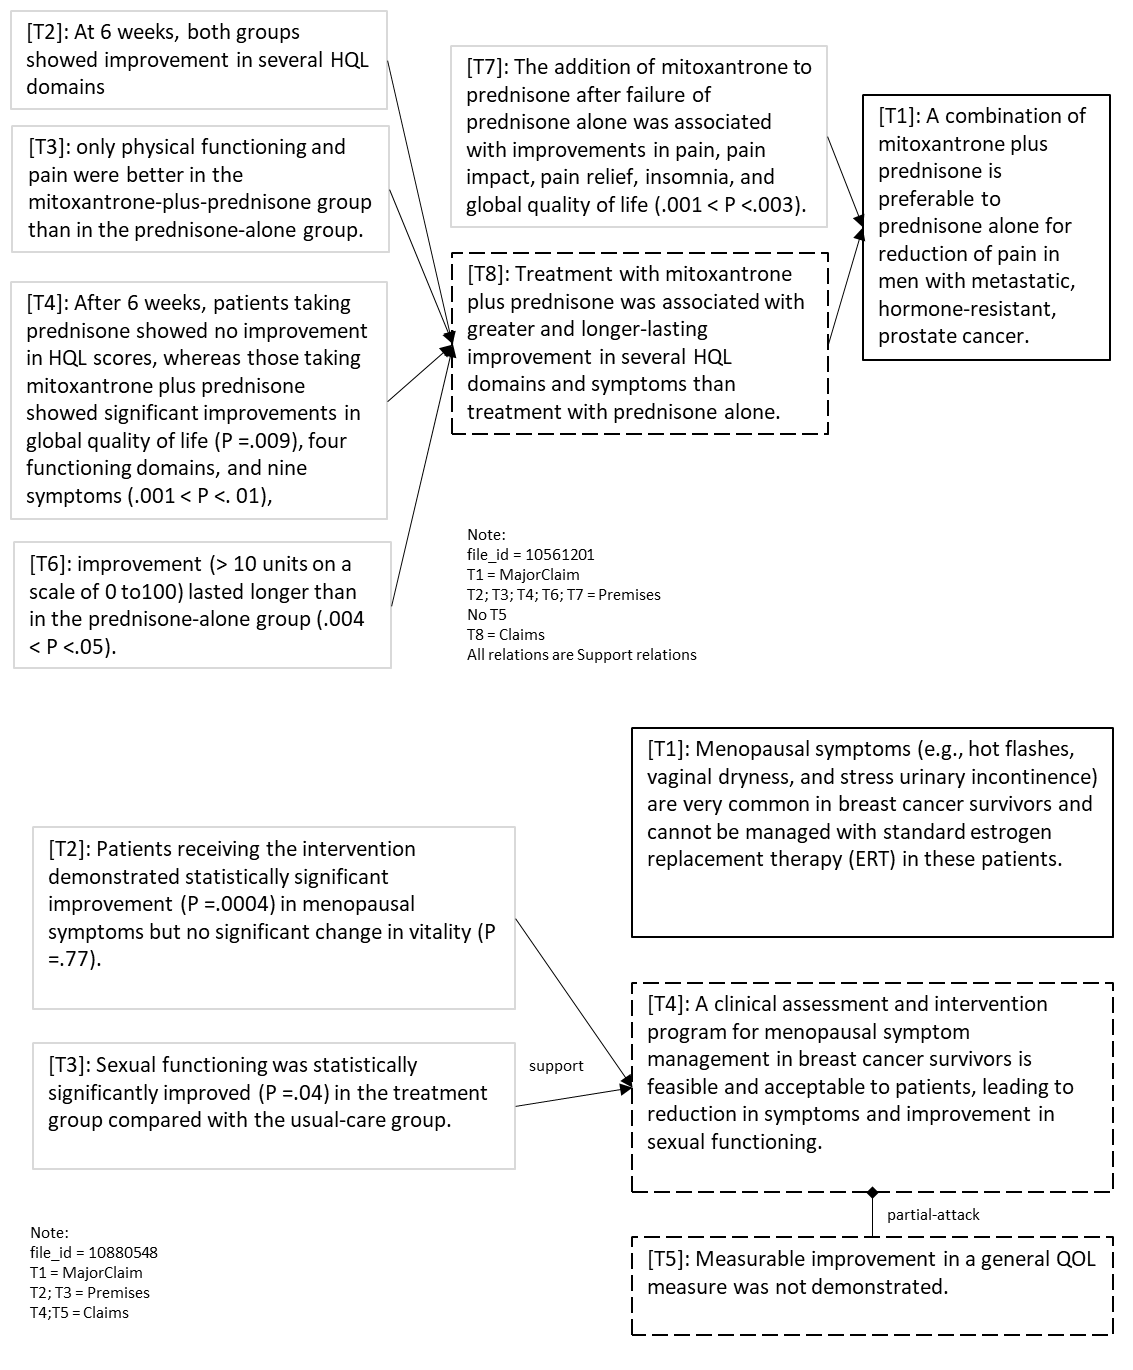 [T2]: At 6 weeks, both groups
showed improvement in several HQL
domains
[T3]: only physical functioning and
pain were better in the
mitoxantrone-plus-prednisone group
than in the prednisone-alone group.
[T4]: After 6 weeks, patients taking
prednisone showed no improvement
in HQL scores, whereas those taking
mitoxantrone plus prednisone
showed significant improvements in
global quality of life (P =.009), four
functioning domains, and nine
symptoms (.001 < P <. 01),
[T6]: improvement (> 10 units on a
scale of 0 to100) lasted longer than
in the prednisone-alone group (.004
< P <.05).
[T7]: The addition of mitoxantrone to
prednisone after failure of
prednisone alone was associated
with improvements in pain, pain
impact, pain relief, insomnia, and
global quality of life (.001 < P <.003).
[T8]: Treatment with mitoxantrone
plus prednisone was associated with
greater and longer-lasting
improvement in several HQL
domains and symptoms than
treatment with prednisone alone.
[T1]: A combination of
mitoxantrone plus
prednisone is
preferable to
prednisone alone for
reduction of pain in
men with metastatic,
hormone-resistant,
prostate cancer.
Note:
file_id = 10561201
T1 = MajorClaim
T2; T3; T4; T6; T7 = Premises
No T5
T8 = Claims
All relations are Support relations
[T1]: Menopausal symptoms (e.g., hot flashes,
vaginal dryness, and stress urinary incontinence)
are very common in breast cancer survivors and
cannot be managed with standard estrogen
replacement therapy (ERT) in these patients.
[T2]: Patients receiving the intervention
demonstrated statistically significant
improvement (P =.0004) in menopausal
symptoms but no significant change in vitality (P
=.77).
[T3]: Sexual functioning was statistically
significantly improved (P =.04) in the treatment
group compared with the usual-care group.
support
[T4]: A clinical assessment and intervention
program for menopausal symptom
management in breast cancer survivors is
feasible and acceptable to patients, leading to
reduction in symptoms and improvement in
sexual functioning.
partial-attack
[T5]: Measurable improvement in a general QOL
measure was not demonstrated.
Note:
file_id = 10880548
T1 = MajorClaim
T2; T3 = Premises
T4;T5 = Claims